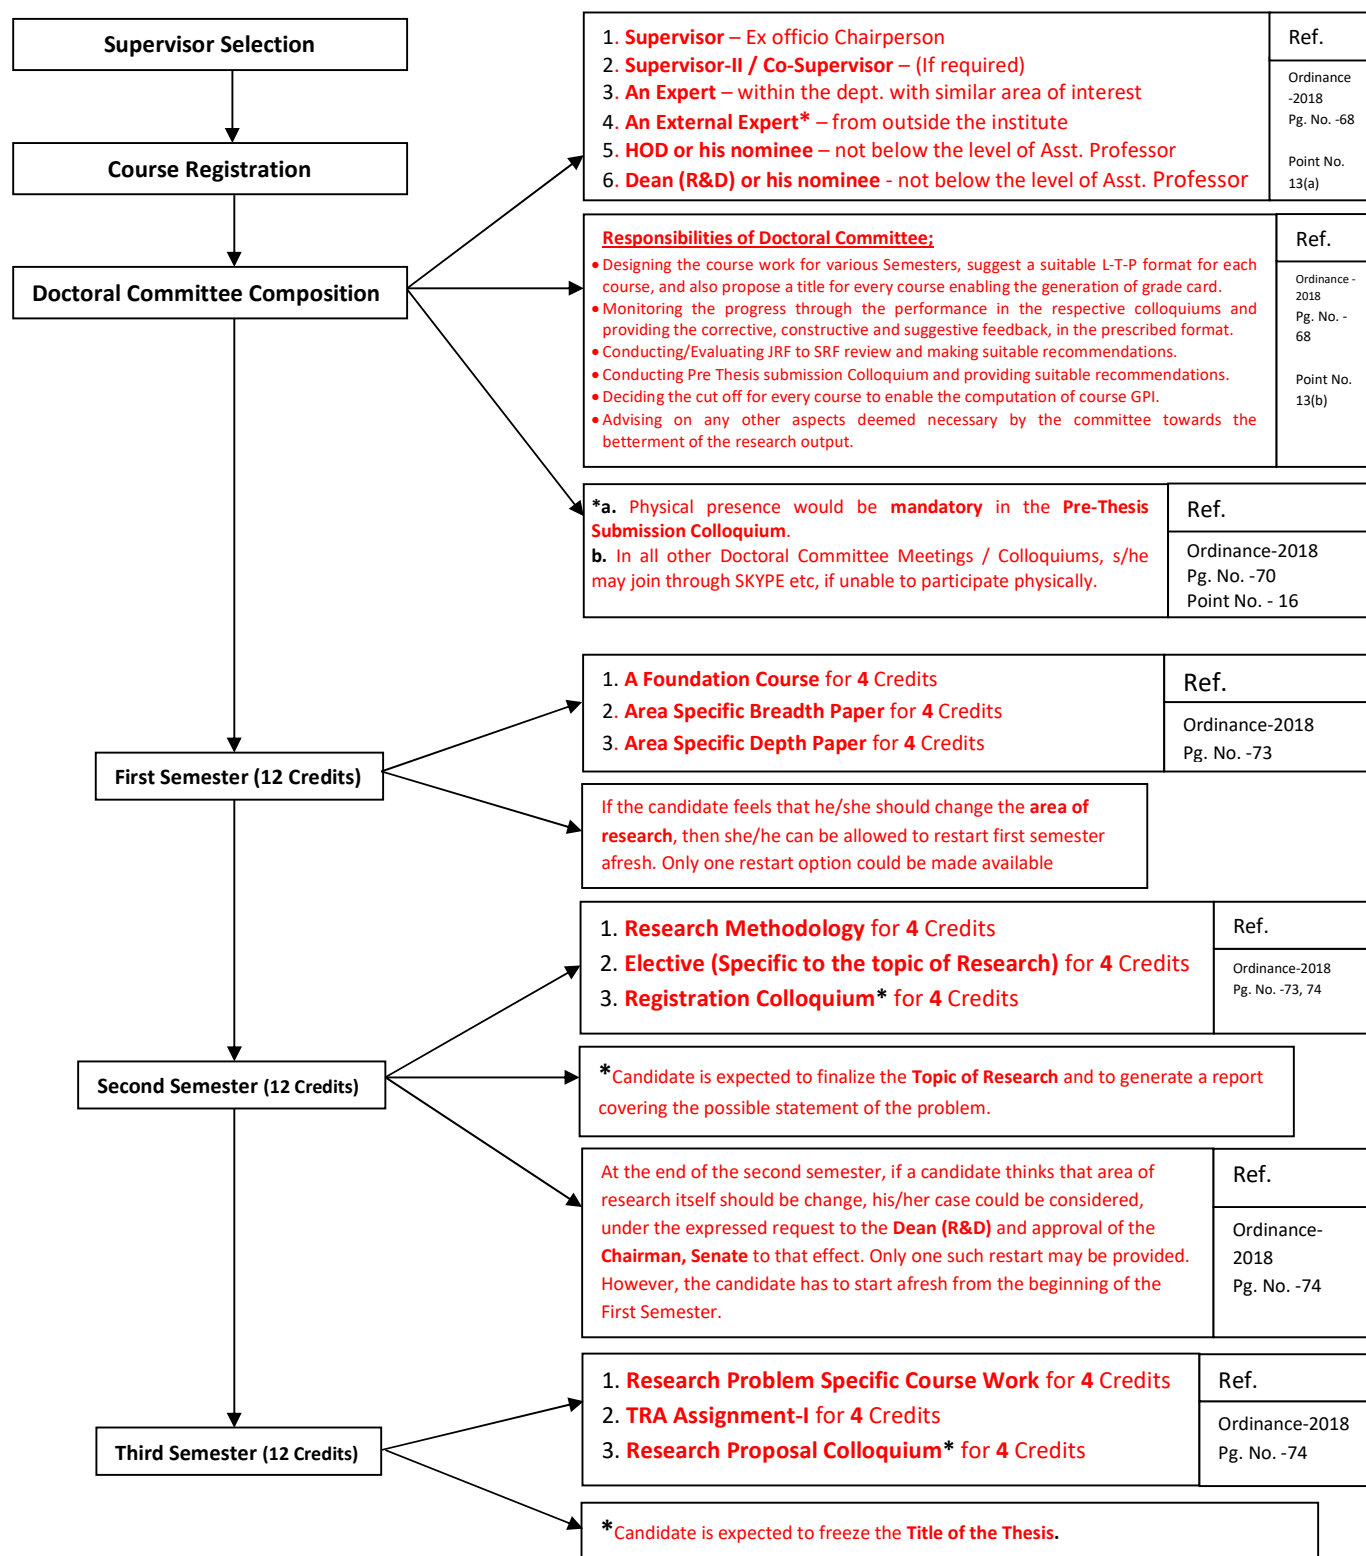 Supervisor Selection
1. Supervisor – Ex officio Chairperson
2. Supervisor-II / Co-Supervisor – (If required)
3. An Expert – within the dept. with similar area of interest
4. An External Expert* – from outside the institute
5. HOD or his nominee – not below the level of Asst. Professor
6. Dean (R&D) or his nominee - not below the level of Asst. Professor
Ref.
Ordinance
-2018
Pg. No. -68
Point No.
13(a)
Course Registration
Doctoral Committee Composition
Responsibilities of Doctoral Committee;
• Designing the course work for various Semesters, suggest a suitable L-T-P format for each
course, and also propose a title for every course enabling the generation of grade card.
• Monitoring the progress through the performance in the respective colloquiums and
providing the corrective, constructive and suggestive feedback, in the prescribed format.
• Conducting/Evaluating JRF to SRF review and making suitable recommendations.
• Conducting Pre Thesis submission Colloquium and providing suitable recommendations.
• Deciding the cut off for every course to enable the computation of course GPI.
• Advising on any other aspects deemed necessary by the committee towards the
betterment of the research output.
Ref.
Ordinance -
2018
Pg. No. -
68
Point No.
13(b)
*a. Physical presence would be mandatory in the Pre-Thesis
Submission Colloquium.
b. In all other Doctoral Committee Meetings / Colloquiums, s/he
may join through SKYPE etc, if unable to participate physically.
Ref.
Ordinance-2018
Pg. No. -70
Point No. - 16
First Semester (12 Credits)
1. A Foundation Course for 4 Credits
2. Area Specific Breadth Paper for 4 Credits
3. Area Specific Depth Paper for 4 Credits
Ref.
Ordinance-2018
Pg. No. -73
If the candidate feels that he/she should change the area of
research, then she/he can be allowed to restart first semester
afresh. Only one restart option could be made available
Second Semester (12 Credits)
1. Research Methodology for 4 Credits
2. Elective (Specific to the topic of Research) for 4 Credits
3. Registration Colloquium* for 4 Credits
Ref.
Ordinance-2018
Pg. No. -73, 74
*Candidate is expected to finalize the Topic of Research and to generate a report
covering the possible statement of the problem.
At the end of the second semester, if a candidate thinks that area of
research itself should be change, his/her case could be considered,
under the expressed request to the Dean (R&D) and approval of the
Chairman, Senate to that effect. Only one such restart may be provided.
However, the candidate has to start afresh from the beginning of the
First Semester.
Ref.
Ordinance-
2018
Pg. No. -74
Third Semester (12 Credits)
1. Research Problem Specific Course Work for 4 Credits
2. TRA Assignment-I for 4 Credits
3. Research Proposal Colloquium* for 4 Credits
Ref.
Ordinance-2018
Pg. No. -74
*Candidate is expected to freeze the Title of the Thesis.